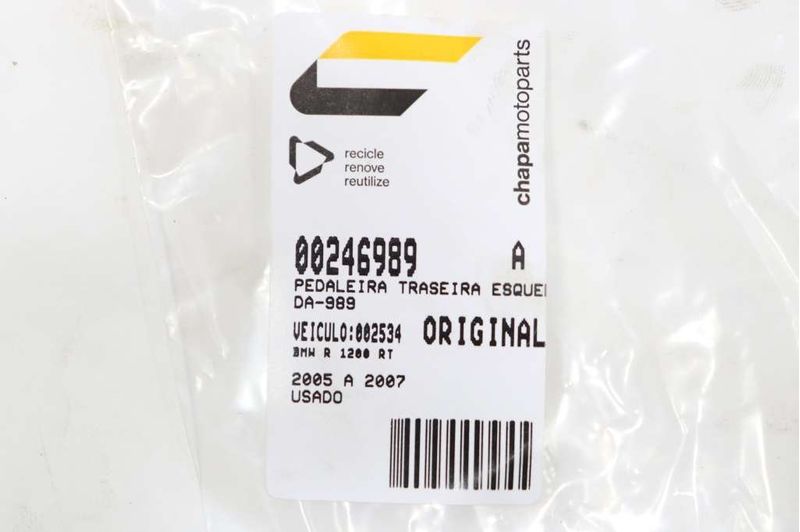 recicle
renove
reutilize
chapamotoparts
00246989 A
PEDALEIRA TRASEIRA ESQUE
DA-989
VEICULO:002534 ORIGINAL
BMW R 1200 RT
2005 A 2007
USADO